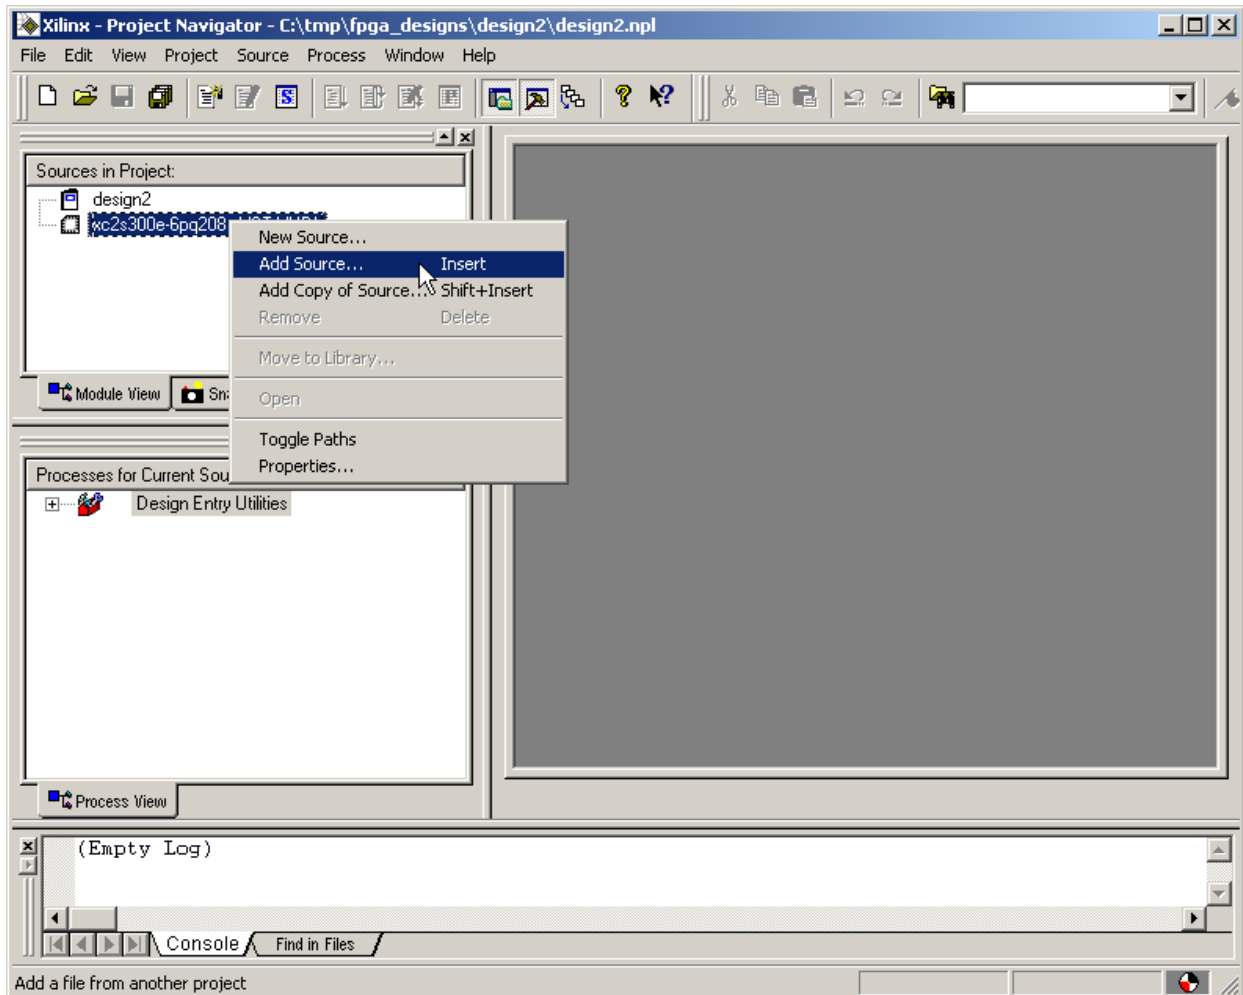 Xilinx - Project Navigator - C:\tmp\fpga_designs\design2\design2.npl
File Edit View Project Source Process Window Help
Sources in Project:
design2
xc2s300e-6pq208
New Source...
Add Source... Insert
Add Copy of Source... Shift+Insert
Remove Delete
Move to Library...
Open
Toggle Paths
Properties...
Module View
Processes for Current Sou
Design Entry Utilities
Process View
(Empty Log)
Console Find in Files
Add a file from another project